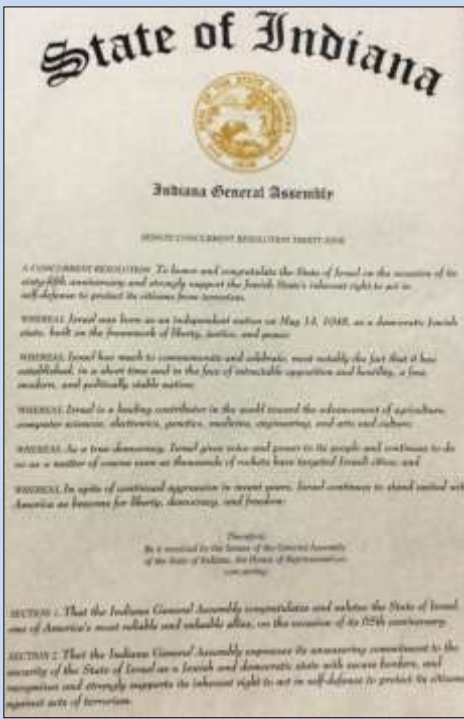 State of Indiana
SEAL OF THE STATE OF INDIANA
Indiana General Assembly
SENATE CONCURRENT RESOLUTION
A CONCURRENT RESOLUTION To honor and congratulate the State of Israel on the occasion of its
sixty-fifth anniversary and strongly support the Jewish State's inherent right to act in
self-defense to protect its citizens from terrorism.
WHEREAS, Israel was born as an independent nation on May 14, 1948, as a democratic Jewish
state, built on the framework of liberty, justice, and peace;
WHEREAS, Israel has much to commemorate and celebrate, most notably the fact that it has
established, in a short time and in the face of intractable opposition and hostility, a free,
modern, and politically stable nation;
WHEREAS, Israel is a leading contributor in the world toward the advancement of agriculture,
computer sciences, electronics, genetics, medicine, engineering, and arts and culture;
WHEREAS, As a true democracy, Israel gives voice and power to its people and continues to do
so as a matter of course even as thousands of rockets have targeted Israeli cities; and
WHEREAS, In spite of continued aggression in recent years, Israel continues to stand united with
America as beacons for liberty, democracy, and freedom:
Therefore,
Be it resolved by the Senate of the General Assembly
of the State of Indiana, the House of Representatives
concurring:
SECTION 1. That the Indiana General Assembly congratulates and salutes the State of Israel,
one of America's most reliable and valuable allies, on the occasion of its 65th anniversary.
SECTION 2. That the Indiana General Assembly expresses its unwavering commitment to the
security of the State of Israel as a Jewish and democratic state with secure borders, and
recognizes and strongly supports its inherent right to act in self-defense to protect its citizens
against acts of terrorism.